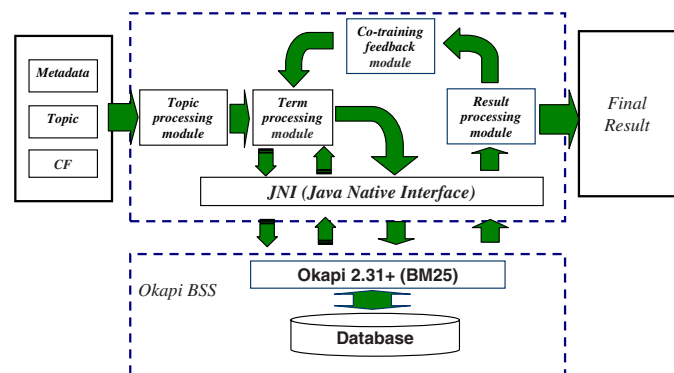 Co-training
feedback
module
Metadata
Topic
CF
Topic
processing
module
Term
processing
module
Result
processing
module
Final
Result
JNI (Java Native Interface)
Okapi BSS
Okapi 2.31+ (BM25)
Database